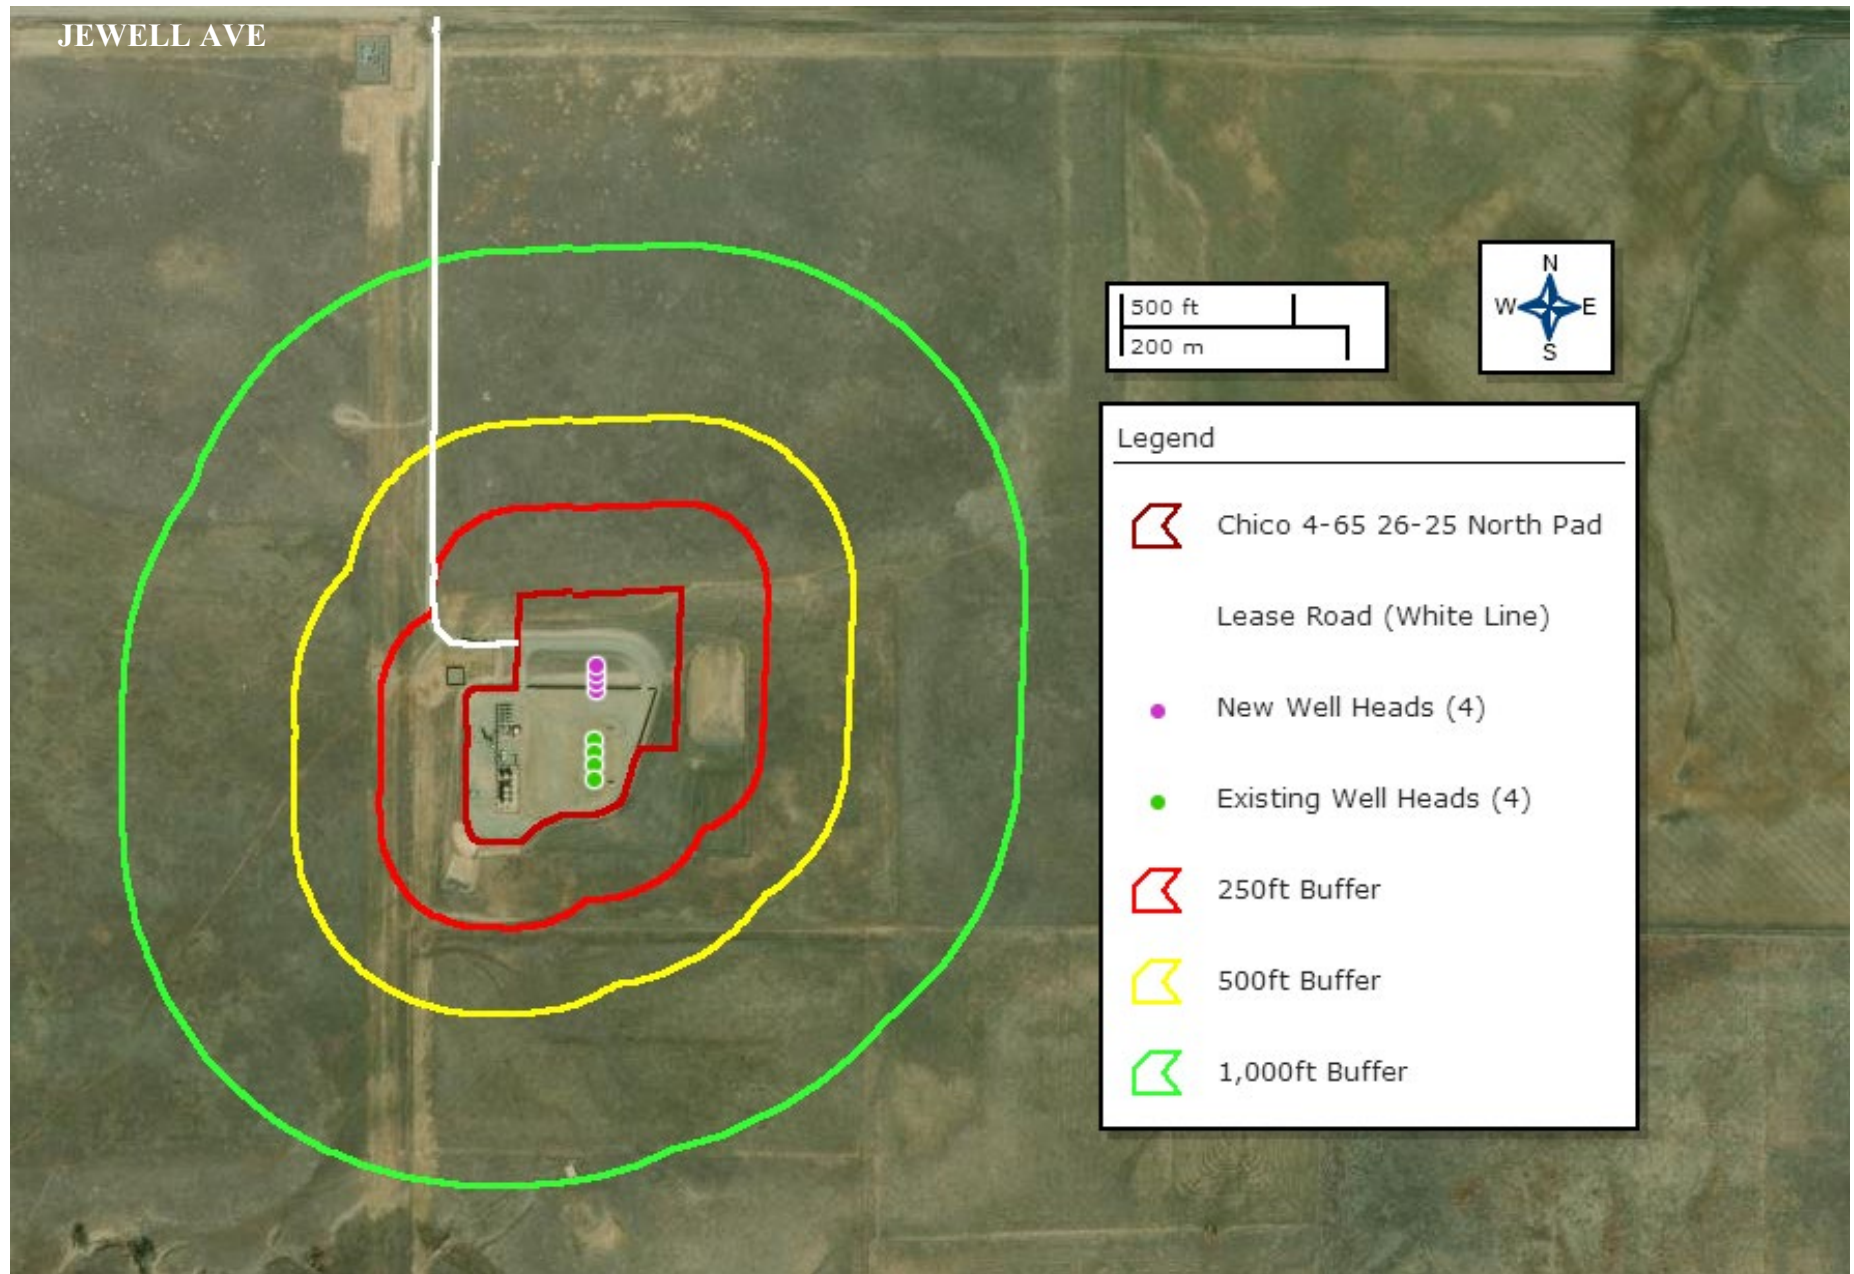 JEWELL AVE
N
W E
S
500 ft
200 m
Legend
Chico 4-65 26-25 North Pad
Lease Road (White Line)
New Well Heads (4)
Existing Well Heads (4)
250ft Buffer
500ft Buffer
1,000ft Buffer